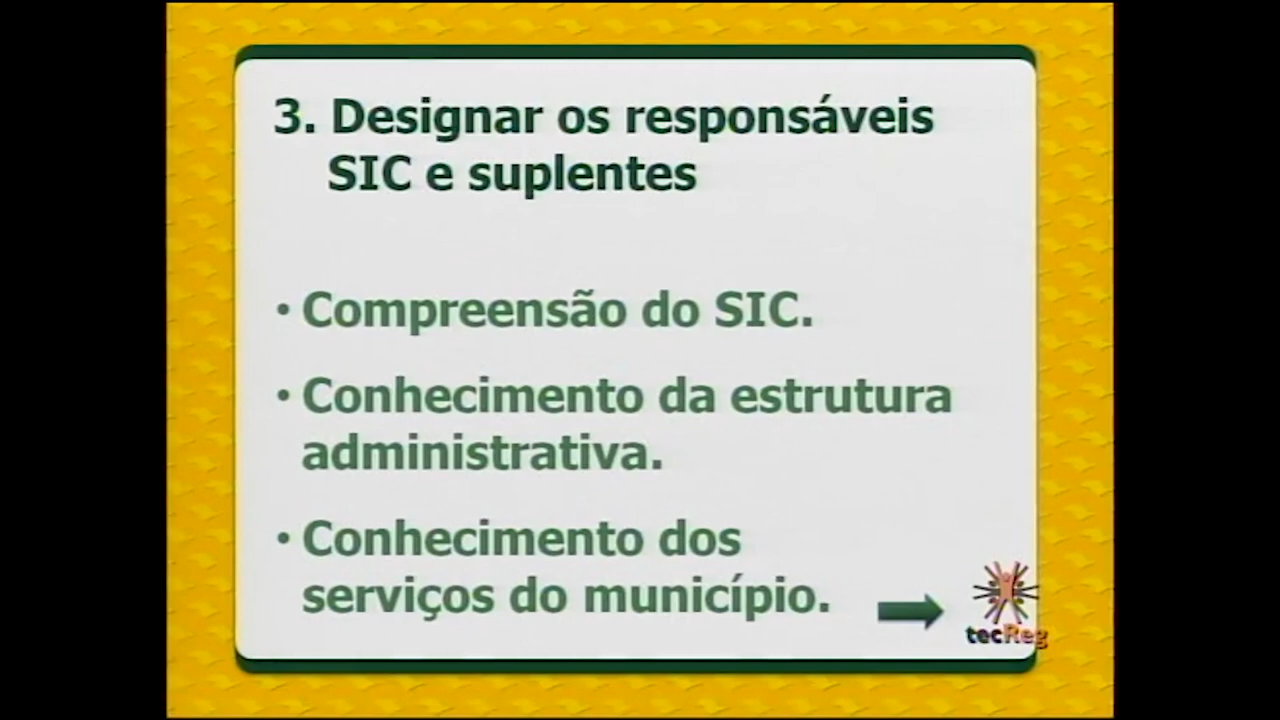 3. Designar os responsáveis
SIC e suplentes
• Compreensão do SIC.
• Conhecimento da estrutura
administrativa.
• Conhecimento dos
serviços do município.
tecReg